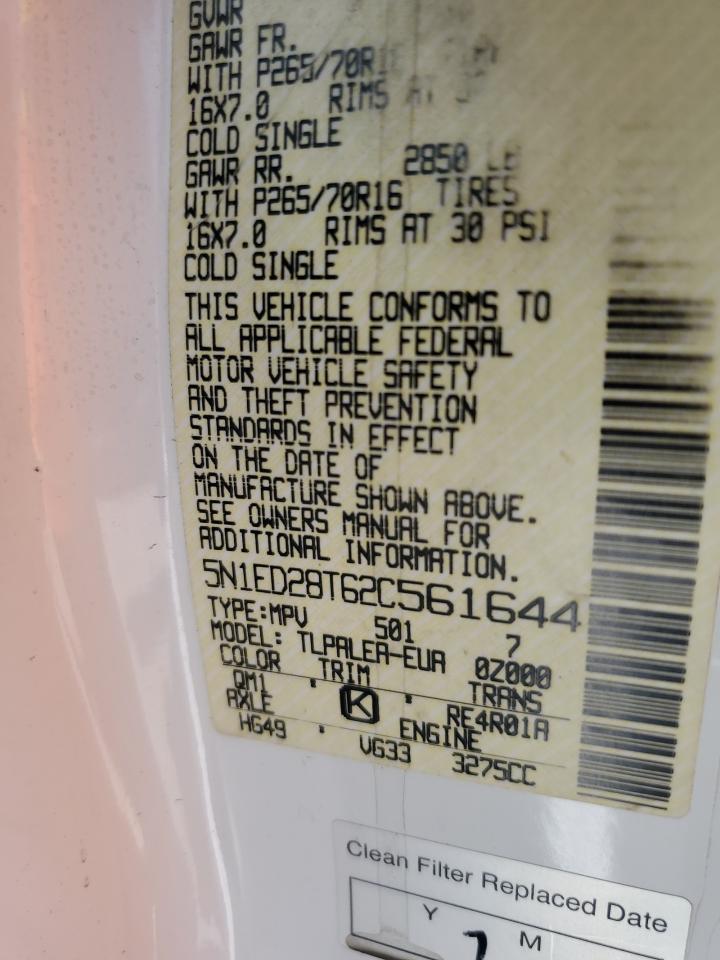 GVWR
GAWR FR.
WITH P265/70R16
16X7.0 RIMS AT
COLD SINGLE
GAWR RR. 2850 LB
WITH P265/70R16 TIRES
16X7.0 RIMS AT 30 PSI
COLD SINGLE
THIS VEHICLE CONFORMS TO
ALL APPLICABLE FEDERAL
MOTOR VEHICLE SAFETY
AND THEFT PREVENTION
STANDARDS IN EFFECT
ON THE DATE OF
MANUFACTURE SHOWN ABOVE.
SEE OWNERS MANUAL FOR
ADDITIONAL INFORMATION.
5N1ED28T62C561644
TYPE:MPV 501 7
MODEL: TLPALEA-EUA 0Z000
COLOR TRIM TRANS
QM1 K RE4R01A
AXLE ENGINE
HG49 VG33 3275CC
Clean Filter Replaced Date
Y M